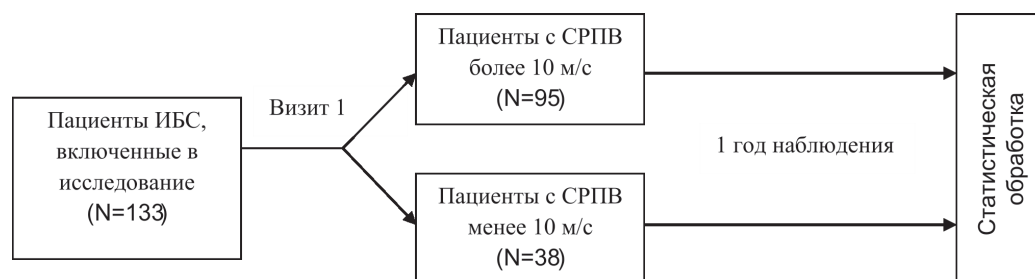 Пациенты ИБС,
включенные в
исследование
(N=133)
Визит 1
Пациенты с СРПВ
более 10 м/с
(N=95)
Пациенты с СРПВ
менее 10 м/с
(N=38)
1 год наблюдения
Статистическая
обработка